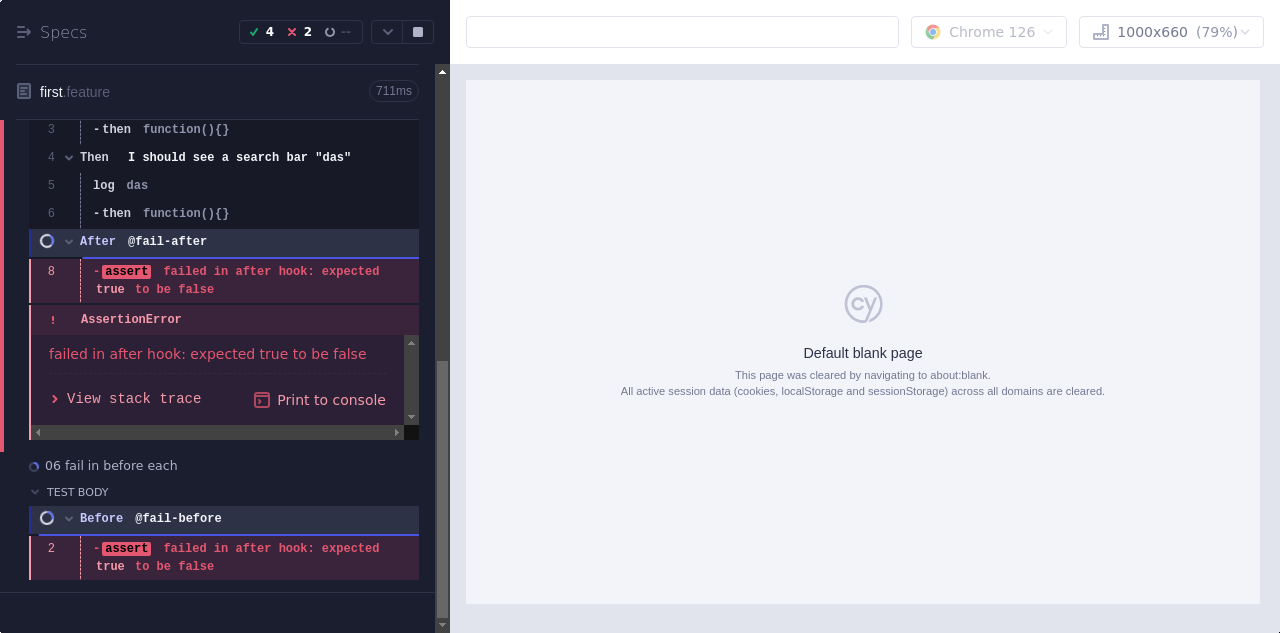 Specs
4
2
--
Chrome 126
1000x660 (79%)
first.feature
711ms
3 -then function(){}
4 Then I should see a search bar "das"
5 log das
6 -then function(){}
After @fail-after
8 -assert failed in after hook: expected
true to be false
! AssertionError
failed in after hook: expected true to be false
View stack trace
Print to console
06 fail in before each
TEST BODY
Before @fail-before
2 -assert failed in after hook: expected
true to be false
cy
Default blank page
This page was cleared by navigating to about:blank.
All active session data (cookies, localStorage and sessionStorage) across all domains are cleared.